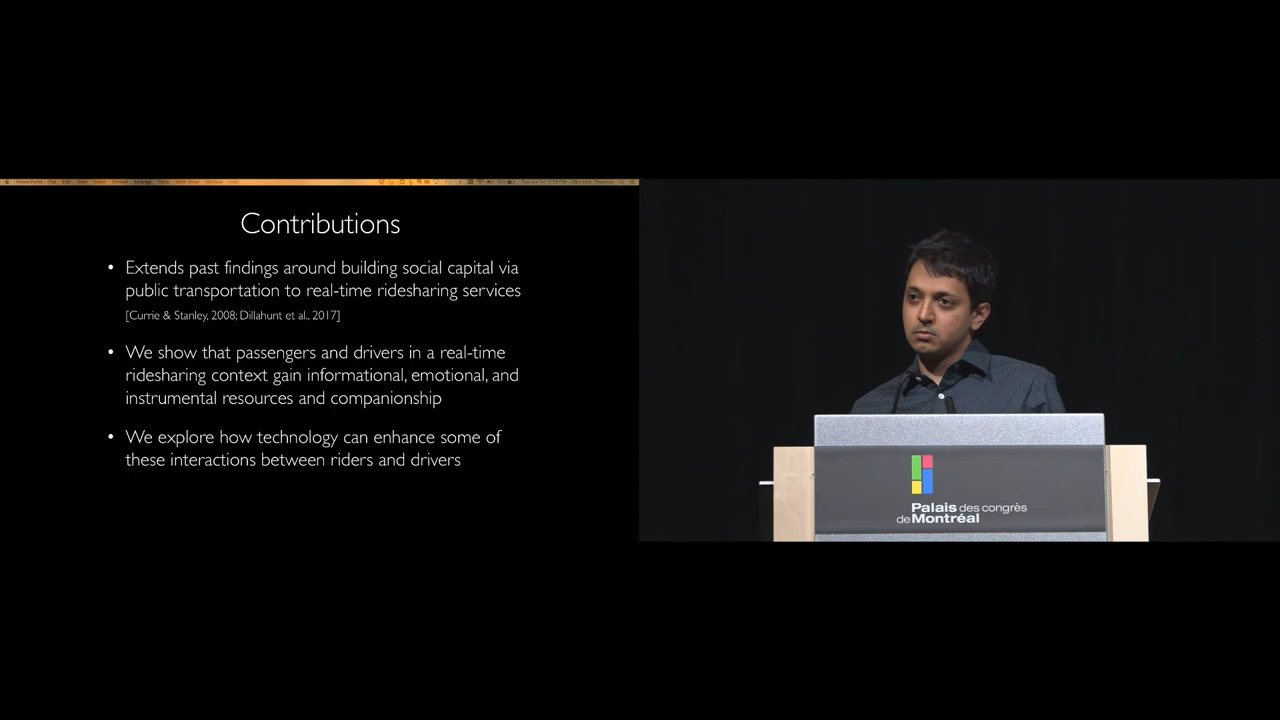 Contributions
• Extends past findings around building social capital via
public transportation to real-time ridesharing services
[Currie & Stanley, 2008; Dillahunt et al., 2017]
• We show that passengers and drivers in a real-time
ridesharing context gain informational, emotional, and
instrumental resources and companionship
• We explore how technology can enhance some of
these interactions between riders and drivers
Palais des congrès
de Montréal